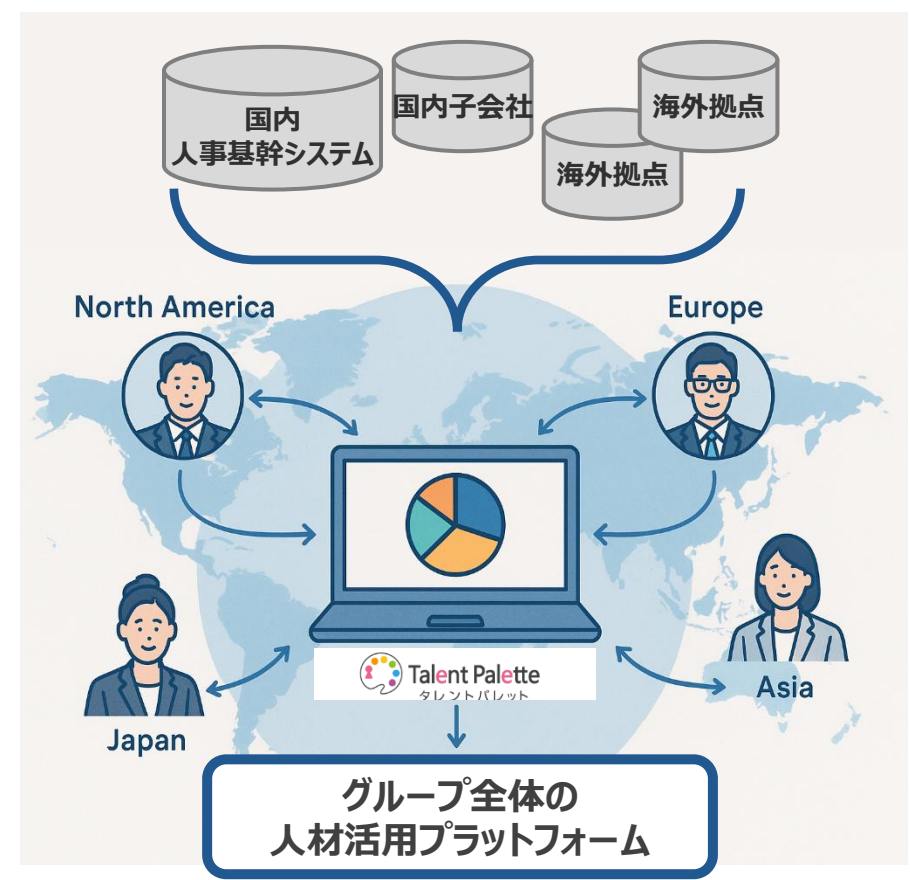 国内
人事基幹システム
国内子会社
海外拠点
海外拠点
North America
Europe
Talent Palette
タレントパレット
Japan
Asia
グループ全体の
人材活用プラットフォーム